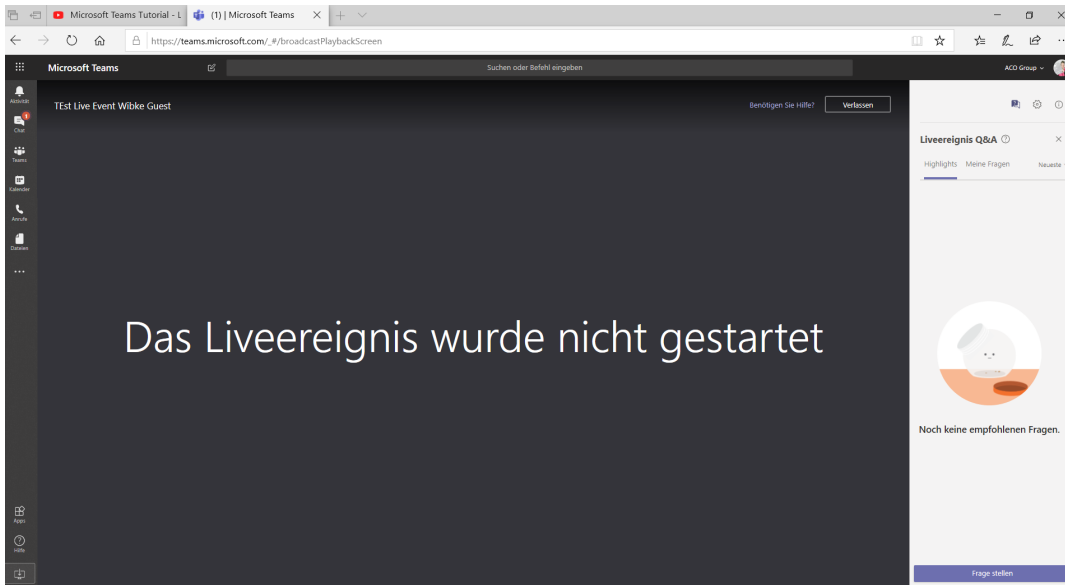 Microsoft Teams Tutorial - L
(1) | Microsoft Teams
https://teams.microsoft.com/_#/broadcastPlaybackScreen
Microsoft Teams
Suchen oder Befehl eingeben
ACO Group
Aktivität
Chat
Teams
Kalender
Anrufe
Dateien
Apps
Hilfe
TEst Live Event Wibke Guest
Benötigen Sie Hilfe?
Verlassen
Das Liveereignis wurde nicht gestartet
Liveereignis Q&A
Highlights Meine Fragen Neueste
Noch keine empfohlenen Fragen.
Frage stellen